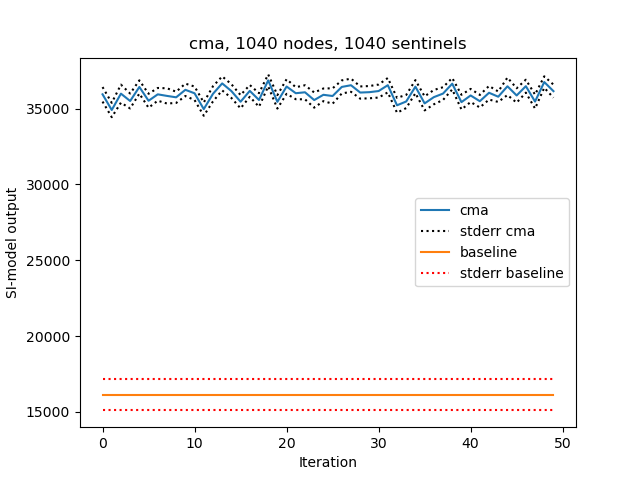 cma, 1040 nodes, 1040 sentinels
SI-model output
35000
30000
25000
20000
15000
cma
stderr cma
baseline
stderr baseline
0 10 20 30 40 50
Iteration